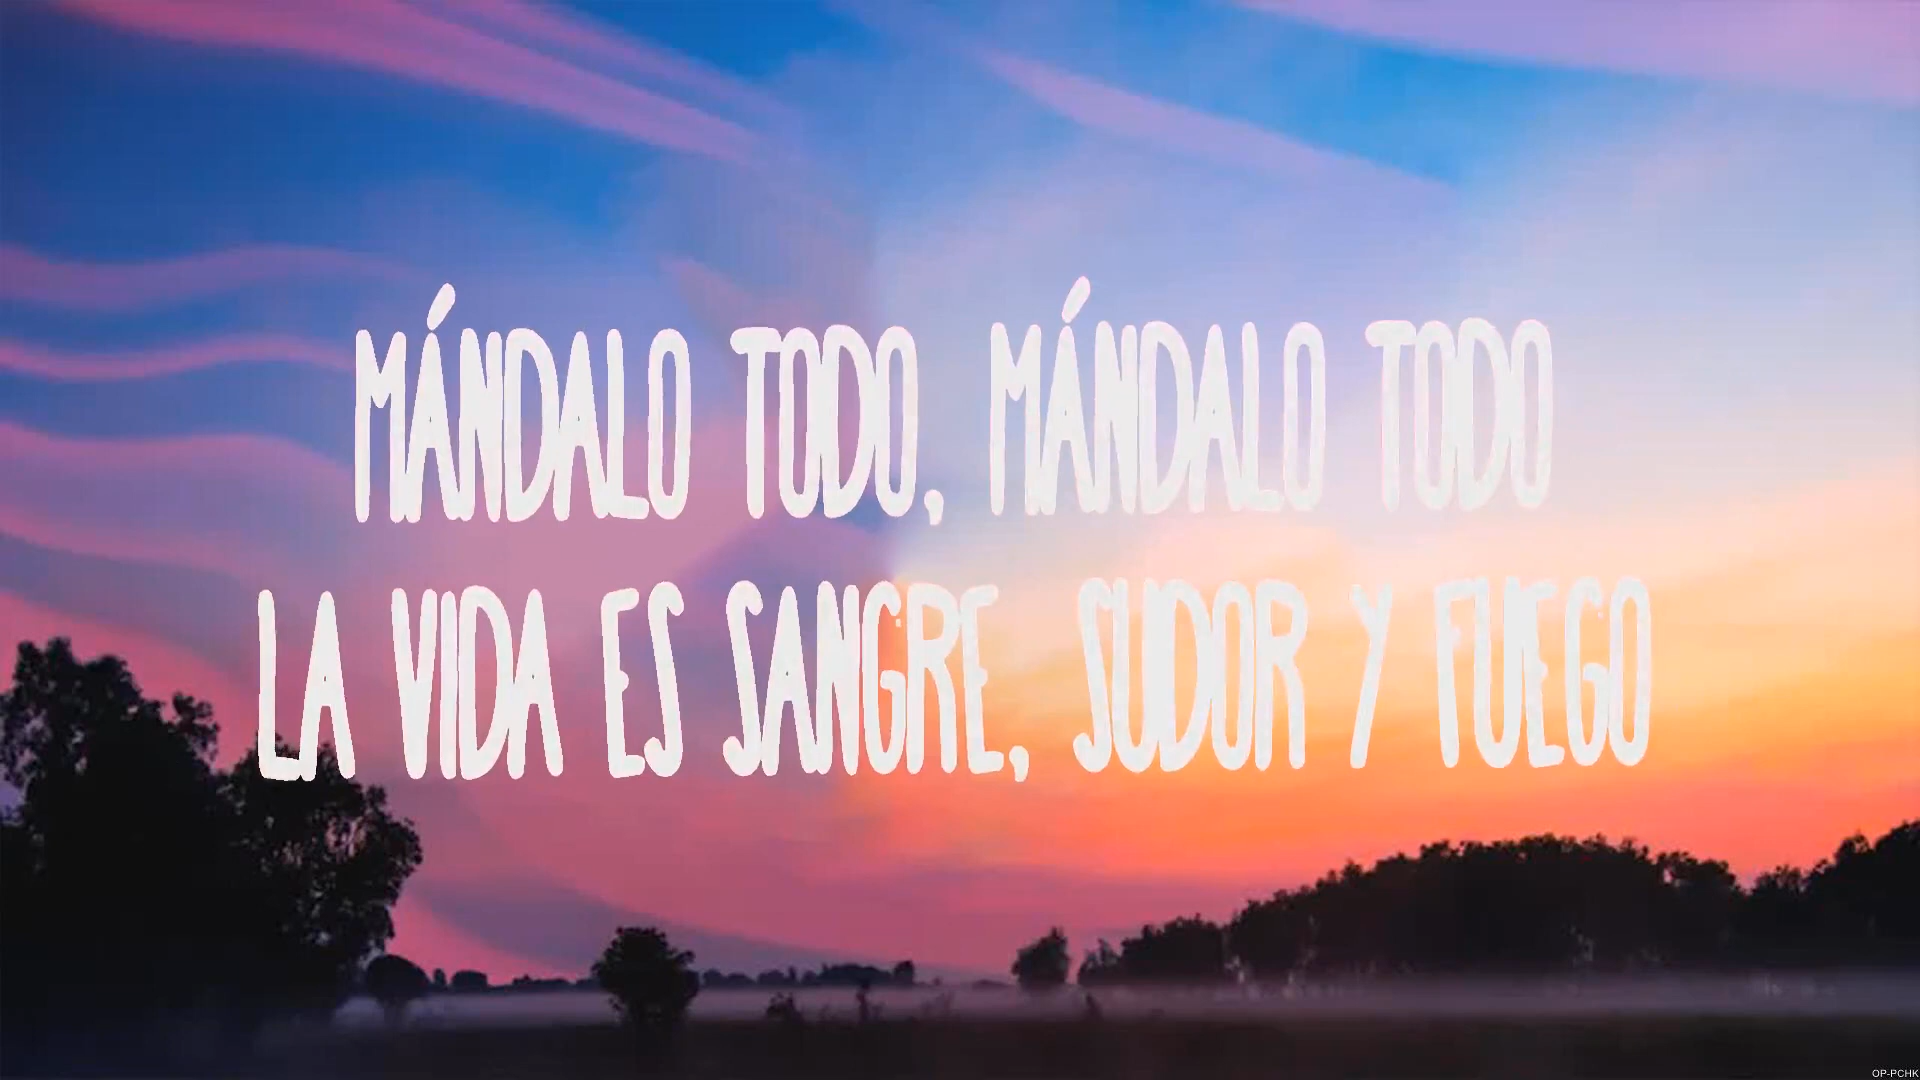 MÁNDALO TODO, MÁNDALO TODO
LA VIDA ES SANGRE, SUDOR Y FUEGO
OP-PCHK